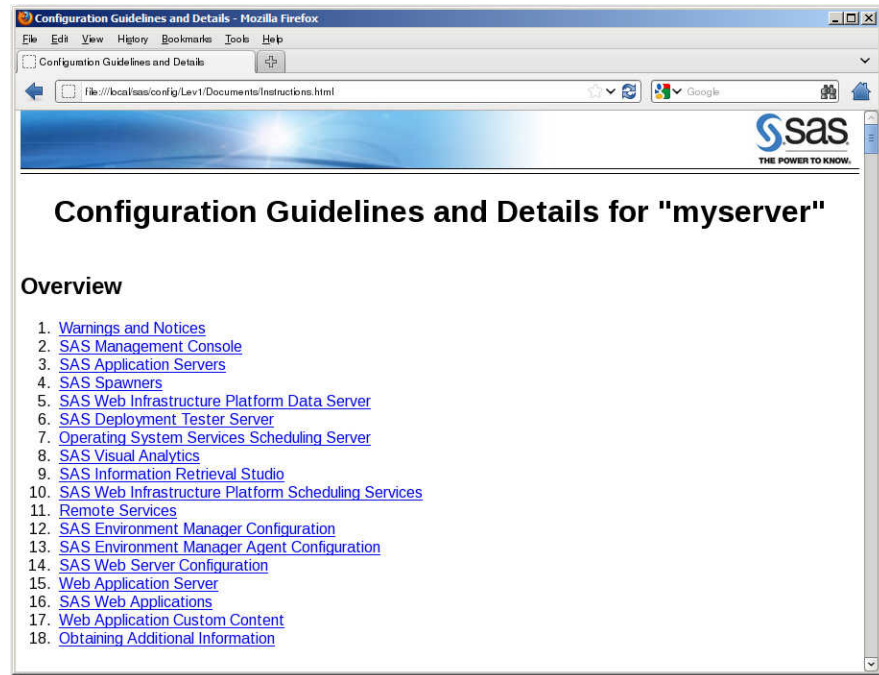 Configuration Guidelines and Details - Mozilla Firefox
File Edit View History Bookmarks Tools Help
Configuration Guidelines and Details
file:///local/sas/config/Lev1/Documents/Instructions.html
Google
sas
THE POWER TO KNOW.
Configuration Guidelines and Details for "myserver"
Overview
1. Warnings and Notices
2. SAS Management Console
3. SAS Application Servers
4. SAS Spawners
5. SAS Web Infrastructure Platform Data Server
6. SAS Deployment Tester Server
7. Operating System Services Scheduling Server
8. SAS Visual Analytics
9. SAS Information Retrieval Studio
10. SAS Web Infrastructure Platform Scheduling Services
11. Remote Services
12. SAS Environment Manager Configuration
13. SAS Environment Manager Agent Configuration
14. SAS Web Server Configuration
15. Web Application Server
16. SAS Web Applications
17. Web Application Custom Content
18. Obtaining Additional Information